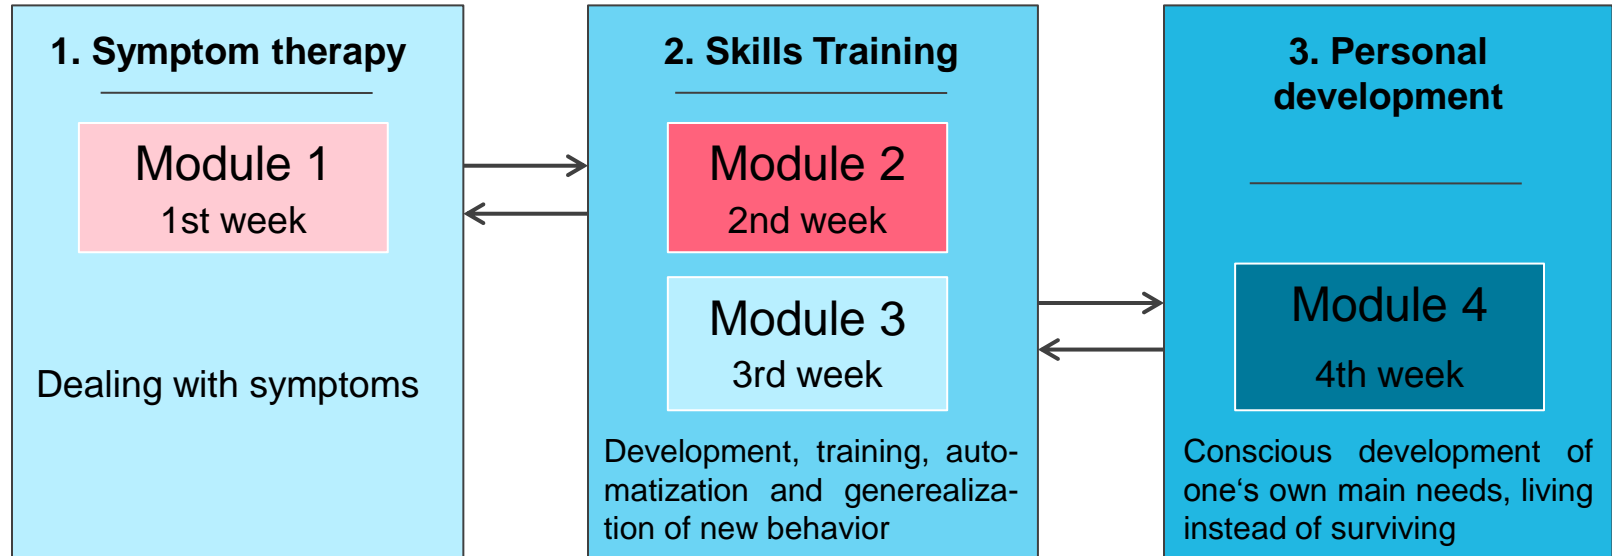 1. Symptom therapy
Module 1
1st week
Dealing with symptoms
2. Skills Training
Module 2
2nd week
Module 3
3rd week
Development, training, auto-
matization and generealiza-
tion of new behavior
3. Personal
development
Module 4
4th week
Conscious development of
one‘s own main needs, living
instead of surviving